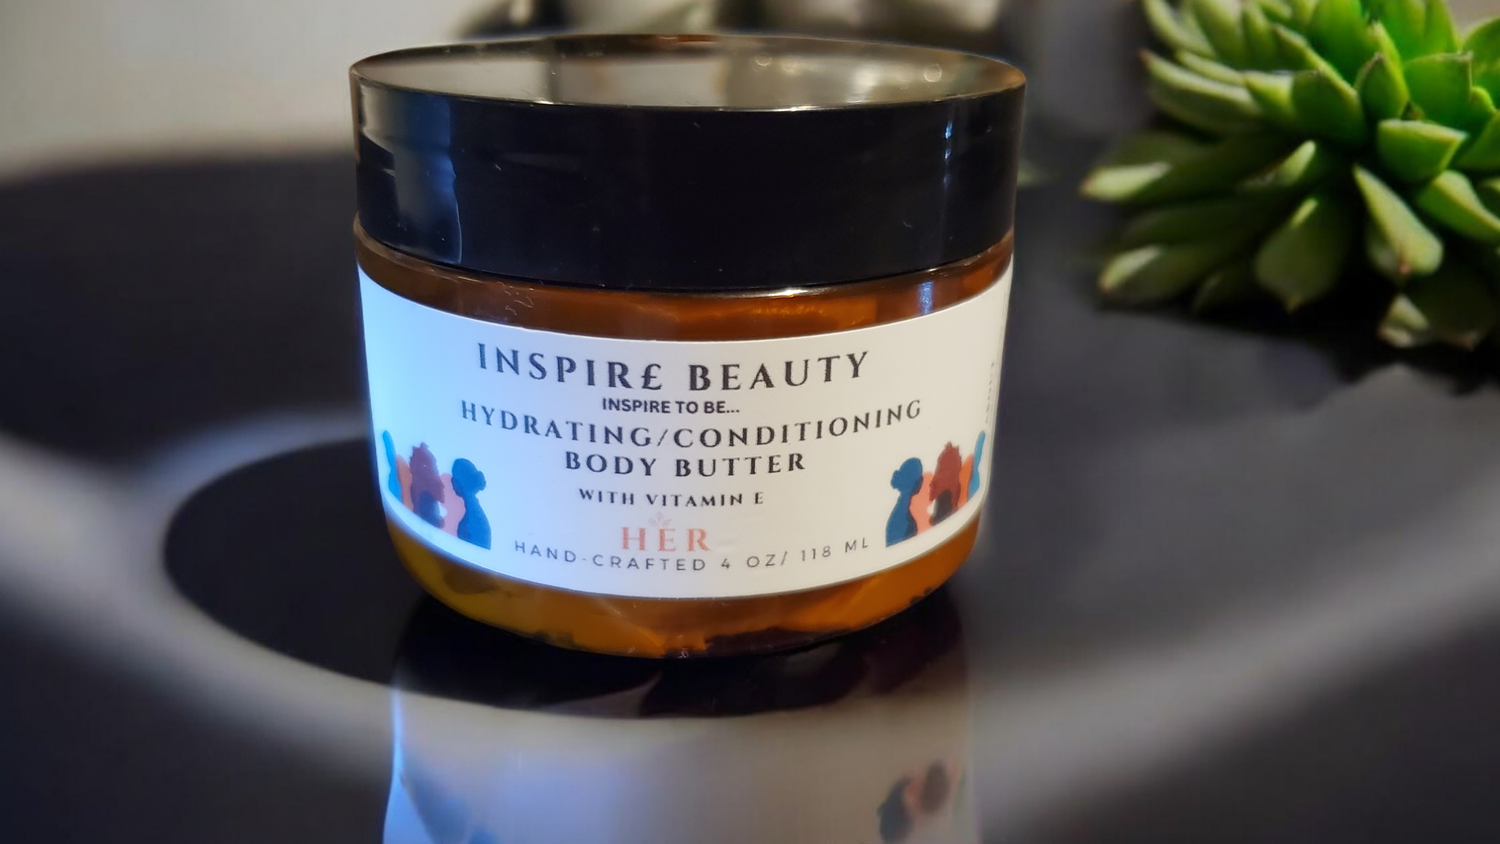 INSPIR£ BEAUTY
INSPIRE TO BE...
HYDRATING/CONDITIONING
BODY BUTTER
WITH VITAMIN E
HER
HAND-CRAFTED 4 OZ/ 118 ML